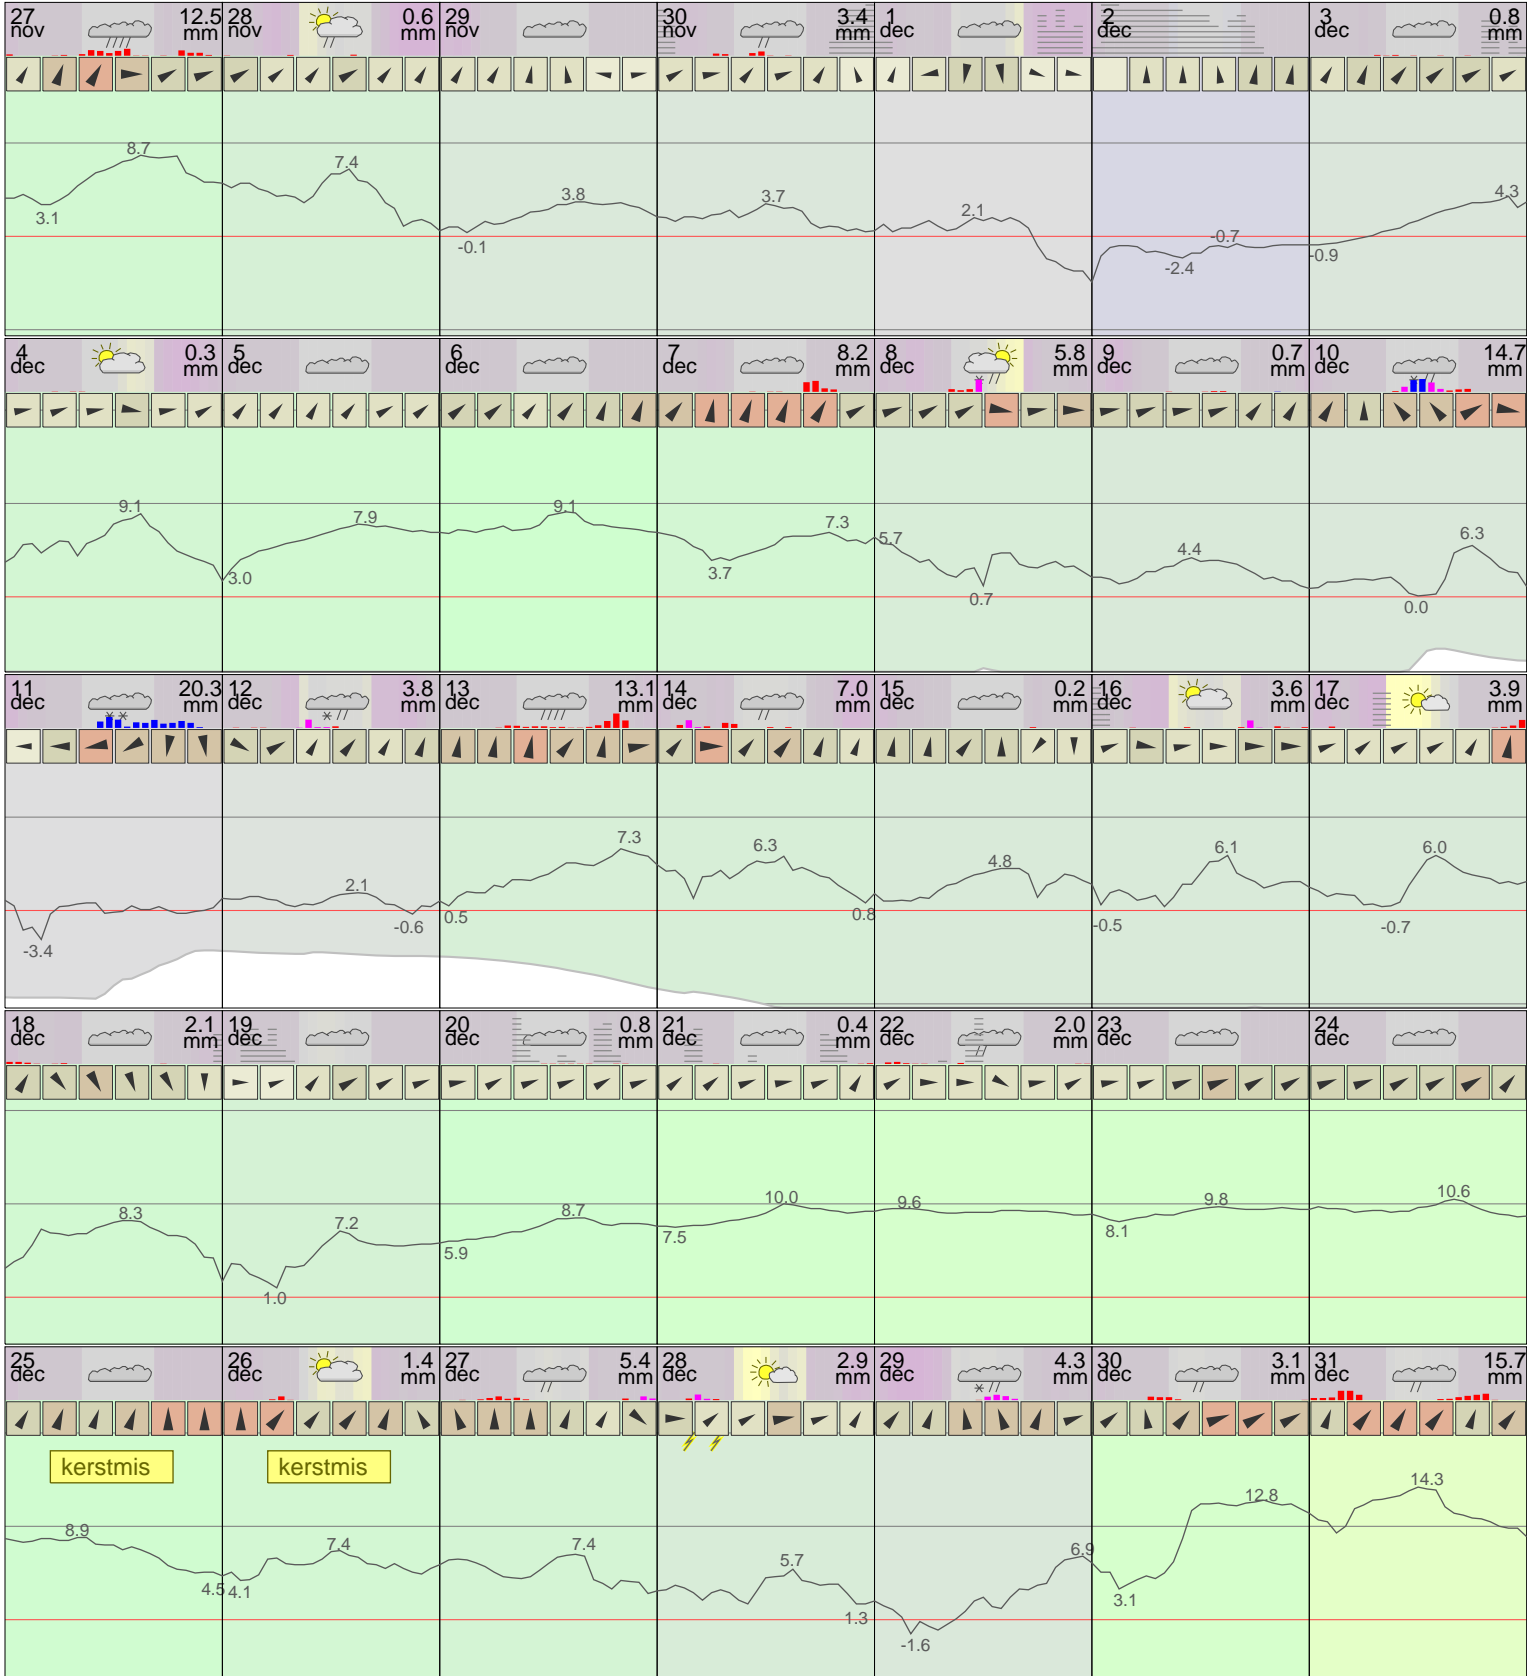 27 nov 12.5 mm 28 nov 0.6 mm 29 nov 30 nov 3.4 mm 1 dec 2 dec 3 dec 0.8 mm
3.1 8.7 7.4 -0.1 3.8 3.7 2.1 -2.4 -0.7 -0.9 4.3
4 dec 0.3 mm 5 dec 6 dec 7 dec 8.2 mm 8 dec 5.8 mm 9 dec 0.7 mm 10 dec 14.7 mm
9.1 3.0 7.9 9.1 3.7 7.3 5.7 0.7 4.4 0.0 6.3
11 dec 20.3 mm 12 dec 3.8 mm 13 dec 13.1 mm 14 dec 7.0 mm 15 dec 0.2 mm 16 dec 3.6 mm 17 dec 3.9 mm
-3.4 2.1 -0.6 0.5 7.3 6.3 0.8 4.8 -0.5 6.1 -0.7 6.0
18 dec 2.1 mm 19 dec 20 dec 0.8 mm 21 dec 0.4 mm 22 dec 2.0 mm 23 dec 24 dec
8.3 1.0 7.2 5.9 8.7 7.5 10.0 9.6 8.1 9.8 10.6
25 dec 26 dec 1.4 mm 27 dec 5.4 mm 28 dec 2.9 mm 29 dec 4.3 mm 30 dec 3.1 mm 31 dec 15.7 mm
kerstmis kerstmis
8.9 4.5 4.1 7.4 7.4 5.7 1.3 -1.6 6.9 3.1 12.8 14.3